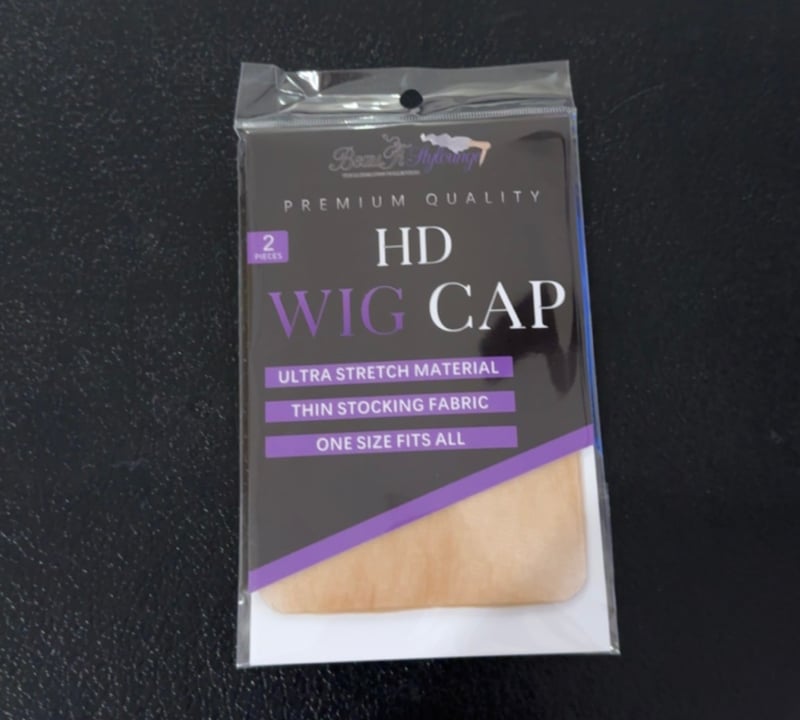 PREMIUM QUALITY
2
PIECES
HD
WIG CAP
ULTRA STRETCH MATERIAL
THIN STOCKING FABRIC
ONE SIZE FITS ALL